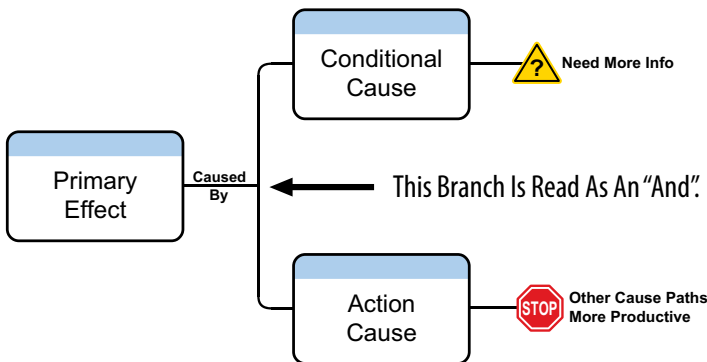 Conditional
Cause
?
Need More Info
Primary
Effect
Caused
By
This Branch Is Read As An “And”.
Action
Cause
STOP
Other Cause Paths
More Productive